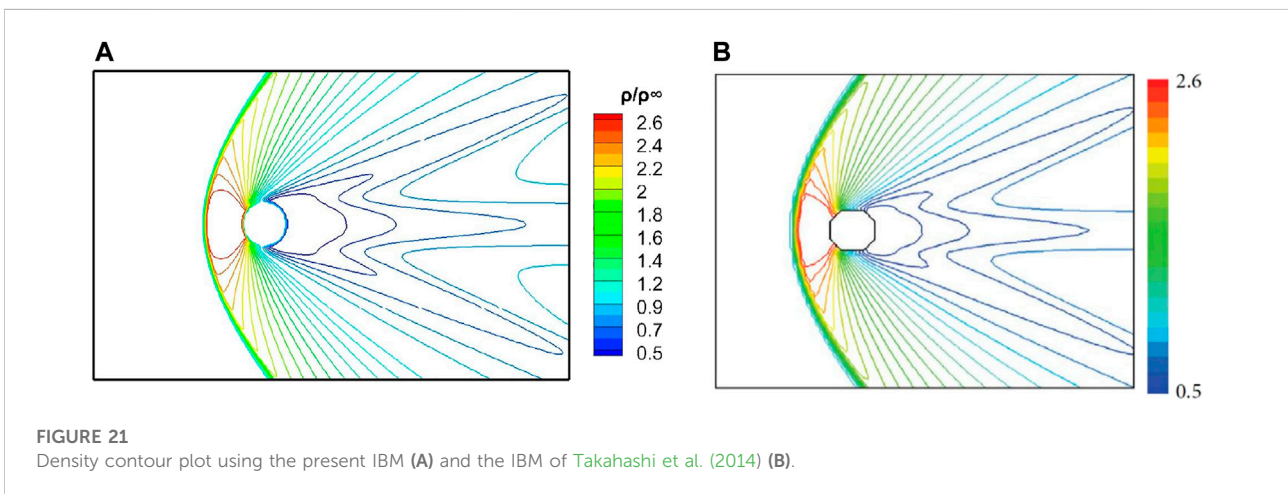 A
B
ρ/ρ∞
2.6
2.4
2.2
2
1.8
1.6
1.4
1.2
0.9
0.7
0.5
2.6
0.5
FIGURE 21
Density contour plot using the present IBM (A) and the IBM of Takahashi et al. (2014) (B).